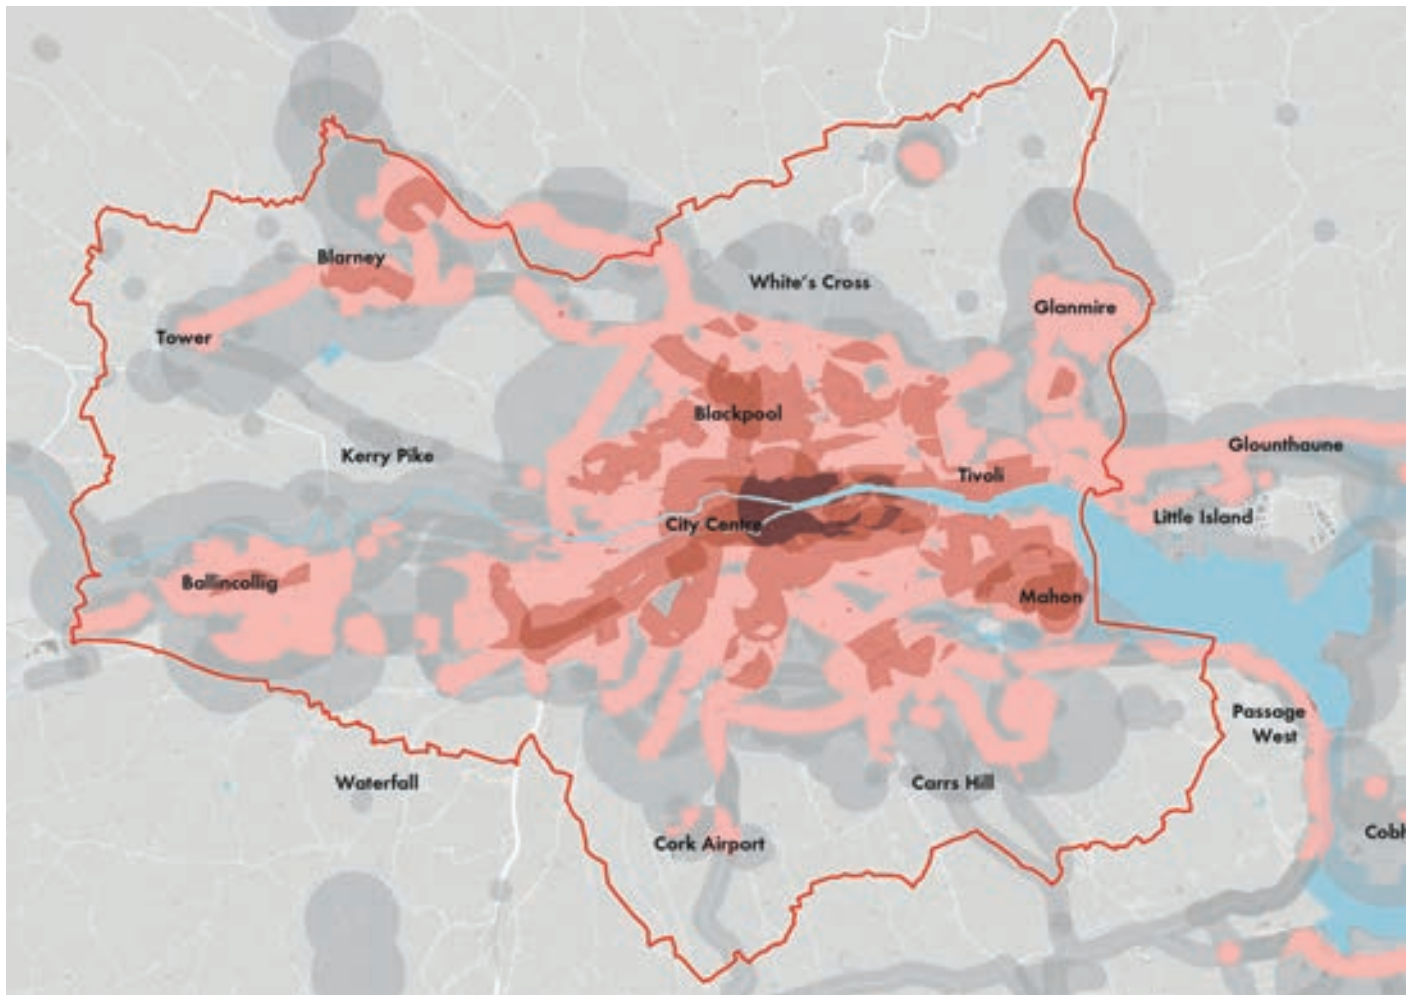 Blarney
White's Cross
Glanmire
Tower
Blackpool
Glounthaune
Kerry Pike
Tivoli
Little Island
City Centre
Ballincollig
Mahon
Passage
West
Waterfall
Carrs Hill
Cork Airport
Cobh